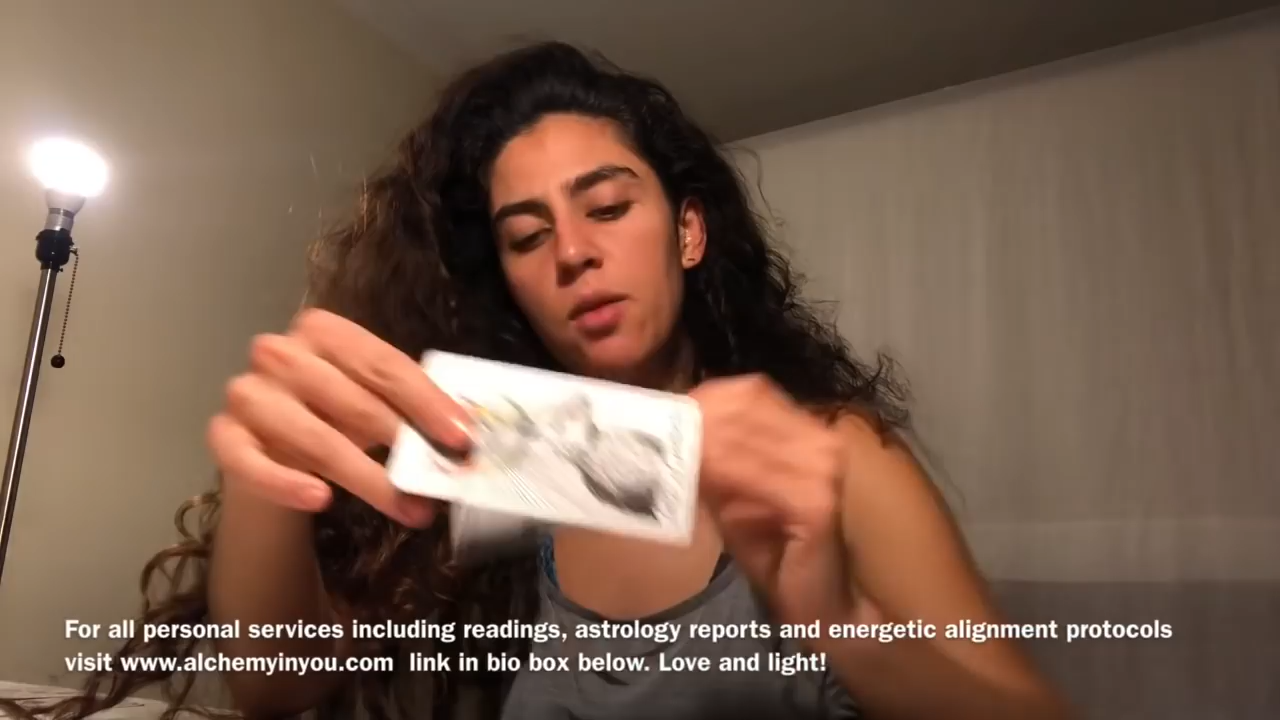 For all personal services including readings, astrology reports and energetic alignment protocols
visit www.alchemyinyou.com link in bio box below. Love and light!